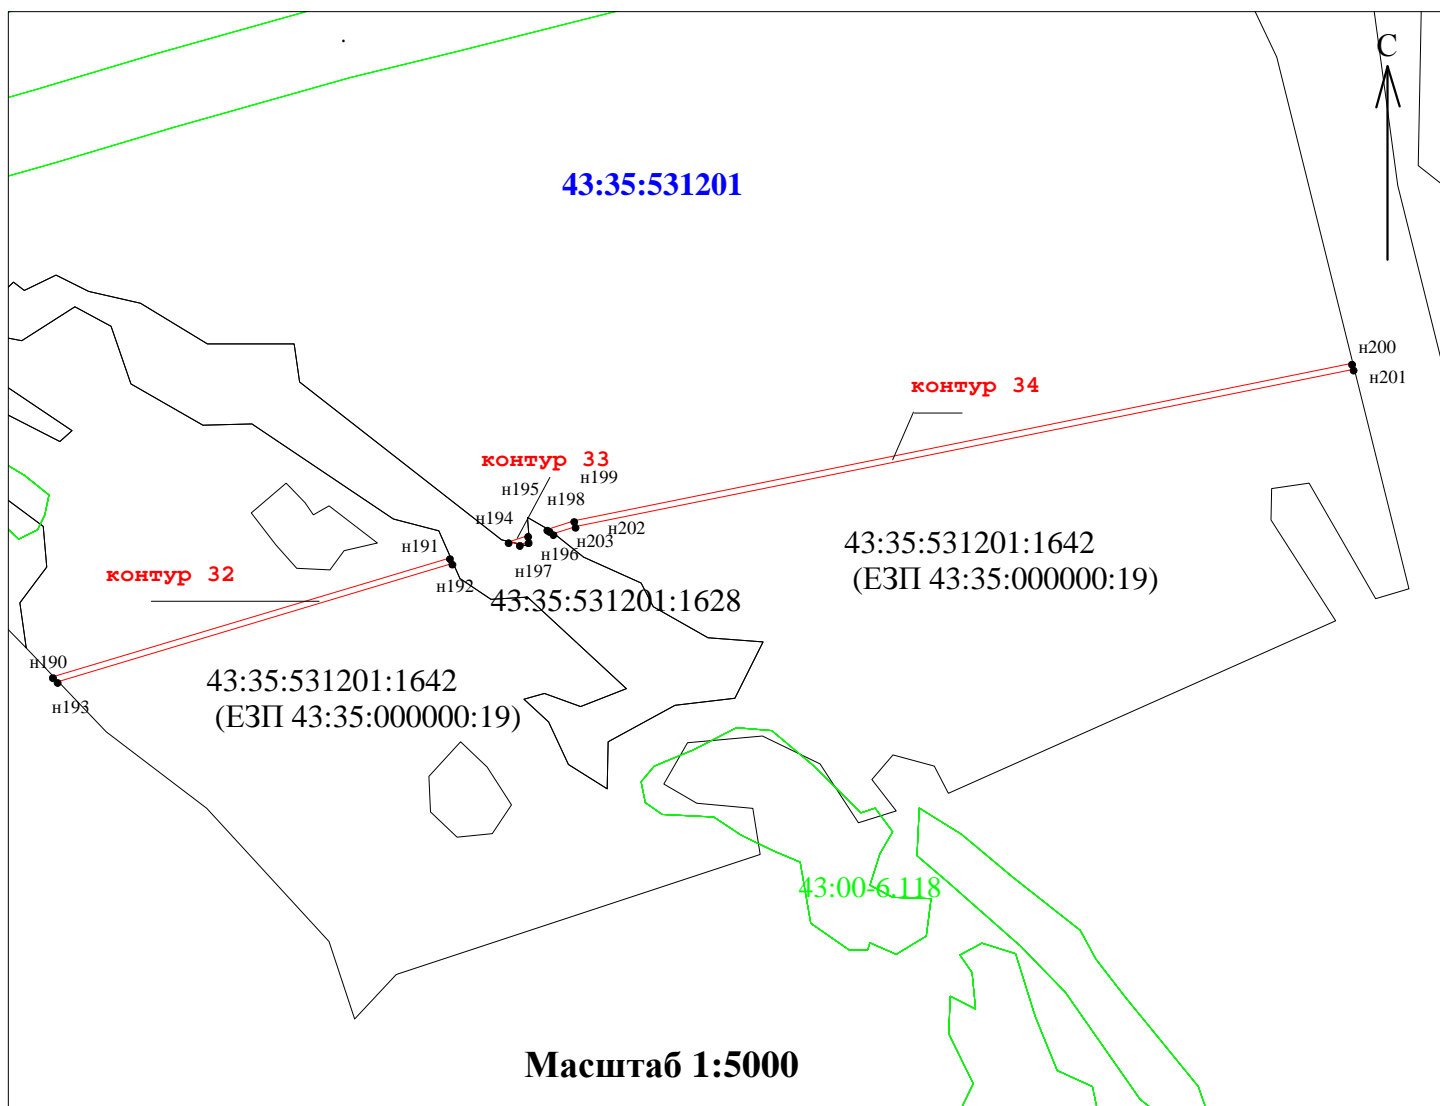 С
43:35:531201
н200
н201
контур 34
контур 33
н199
н195
н198
н194
н202
н203
н196
н191
н197
н192
43:35:531201:1642
(ЕЗП 43:35:000000:19)
контур 32
43:35:531201:1628
н190
н193
43:35:531201:1642
(ЕЗП 43:35:000000:19)
43:00-6.118
Масштаб 1:5000